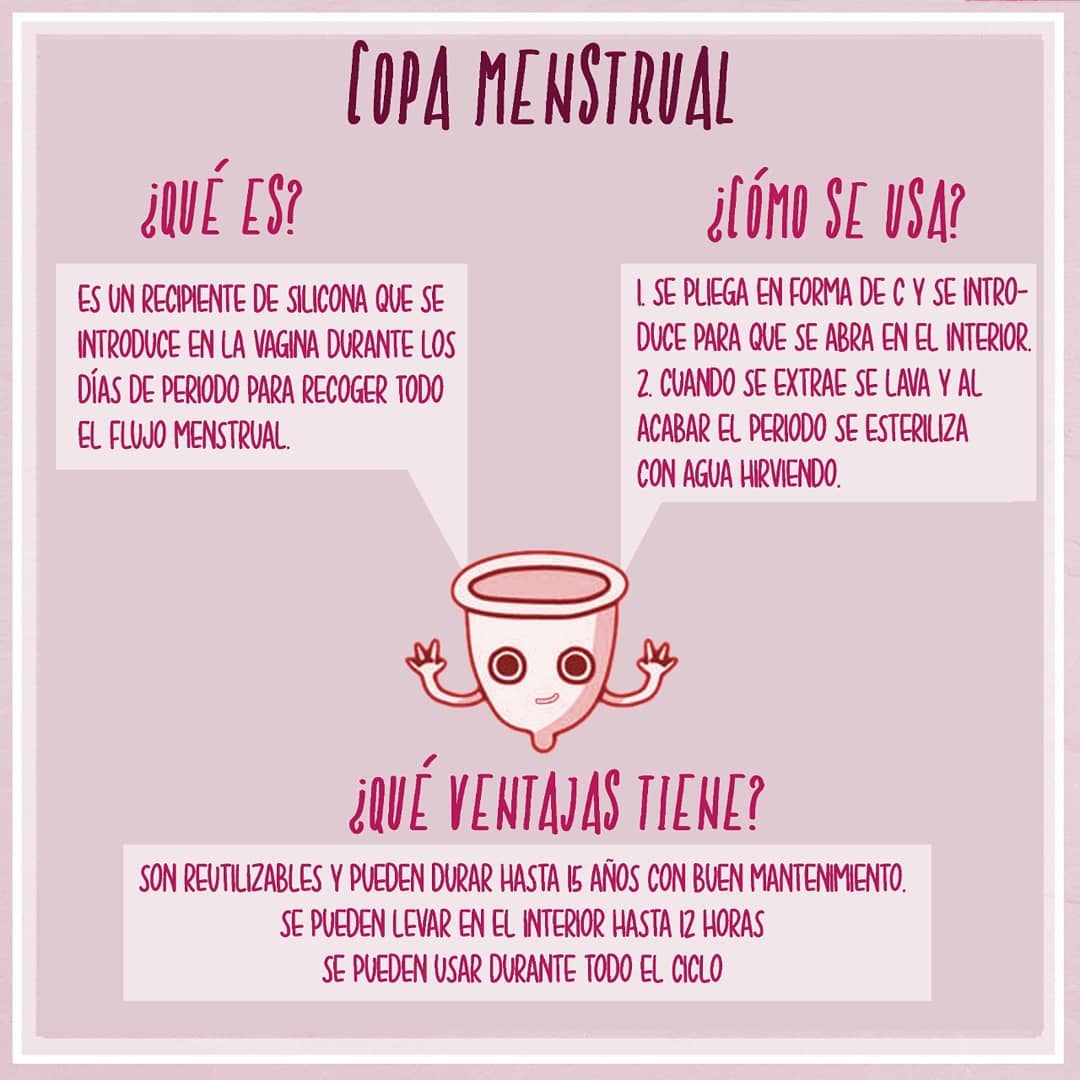 COPA MENSTRUAL
¿QUÉ ES?
ES UN RECIPIENTE DE SILICONA QUE SE
INTRODUCE EN LA VAGINA DURANTE LOS
DÍAS DE PERIODO PARA RECOGER TODO
EL FLUJO MENSTRUAL.
¿CÓMO SE USA?
1. SE PLIEGA EN FORMA DE C Y SE INTRO-
DUCE PARA QUE SE ABRA EN EL INTERIOR.
2. CUANDO SE EXTRAE SE LAVA Y AL
ACABAR EL PERIODO SE ESTERILIZA
CON AGUA HIRVIENDO.
¿QUÉ VENTAJAS TIENE?
SON REUTILIZABLES Y PUEDEN DURAR HASTA 15 AÑOS CON BUEN MANTENIMIENTO.
SE PUEDEN LEVAR EN EL INTERIOR HASTA 12 HORAS
SE PUEDEN USAR DURANTE TODO EL CICLO